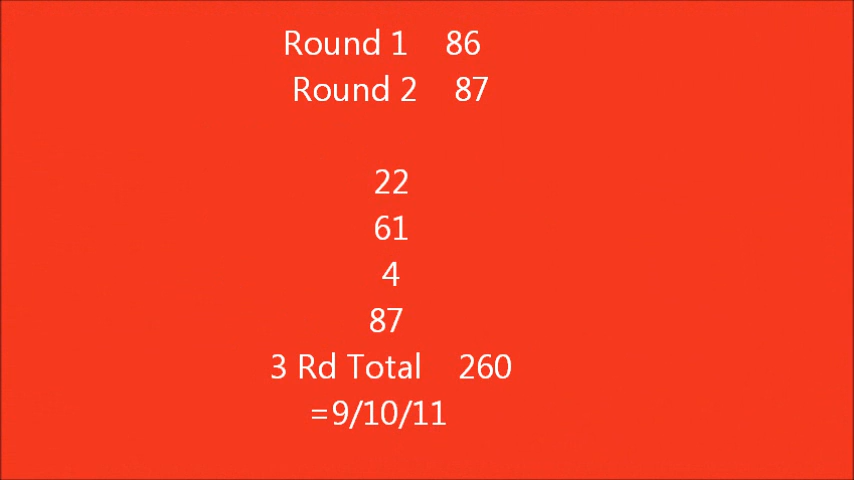 Round 1 86
Round 2 87
22
61
4
87
3 Rd Total 260
=9/10/11